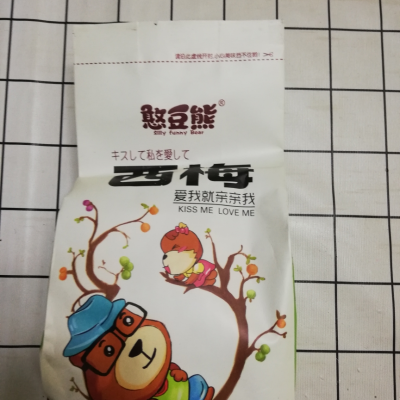 憨豆熊®
Silly Funny Bear
キスして私を愛して
西梅
爱我就亲亲我
KISS ME LOVE ME